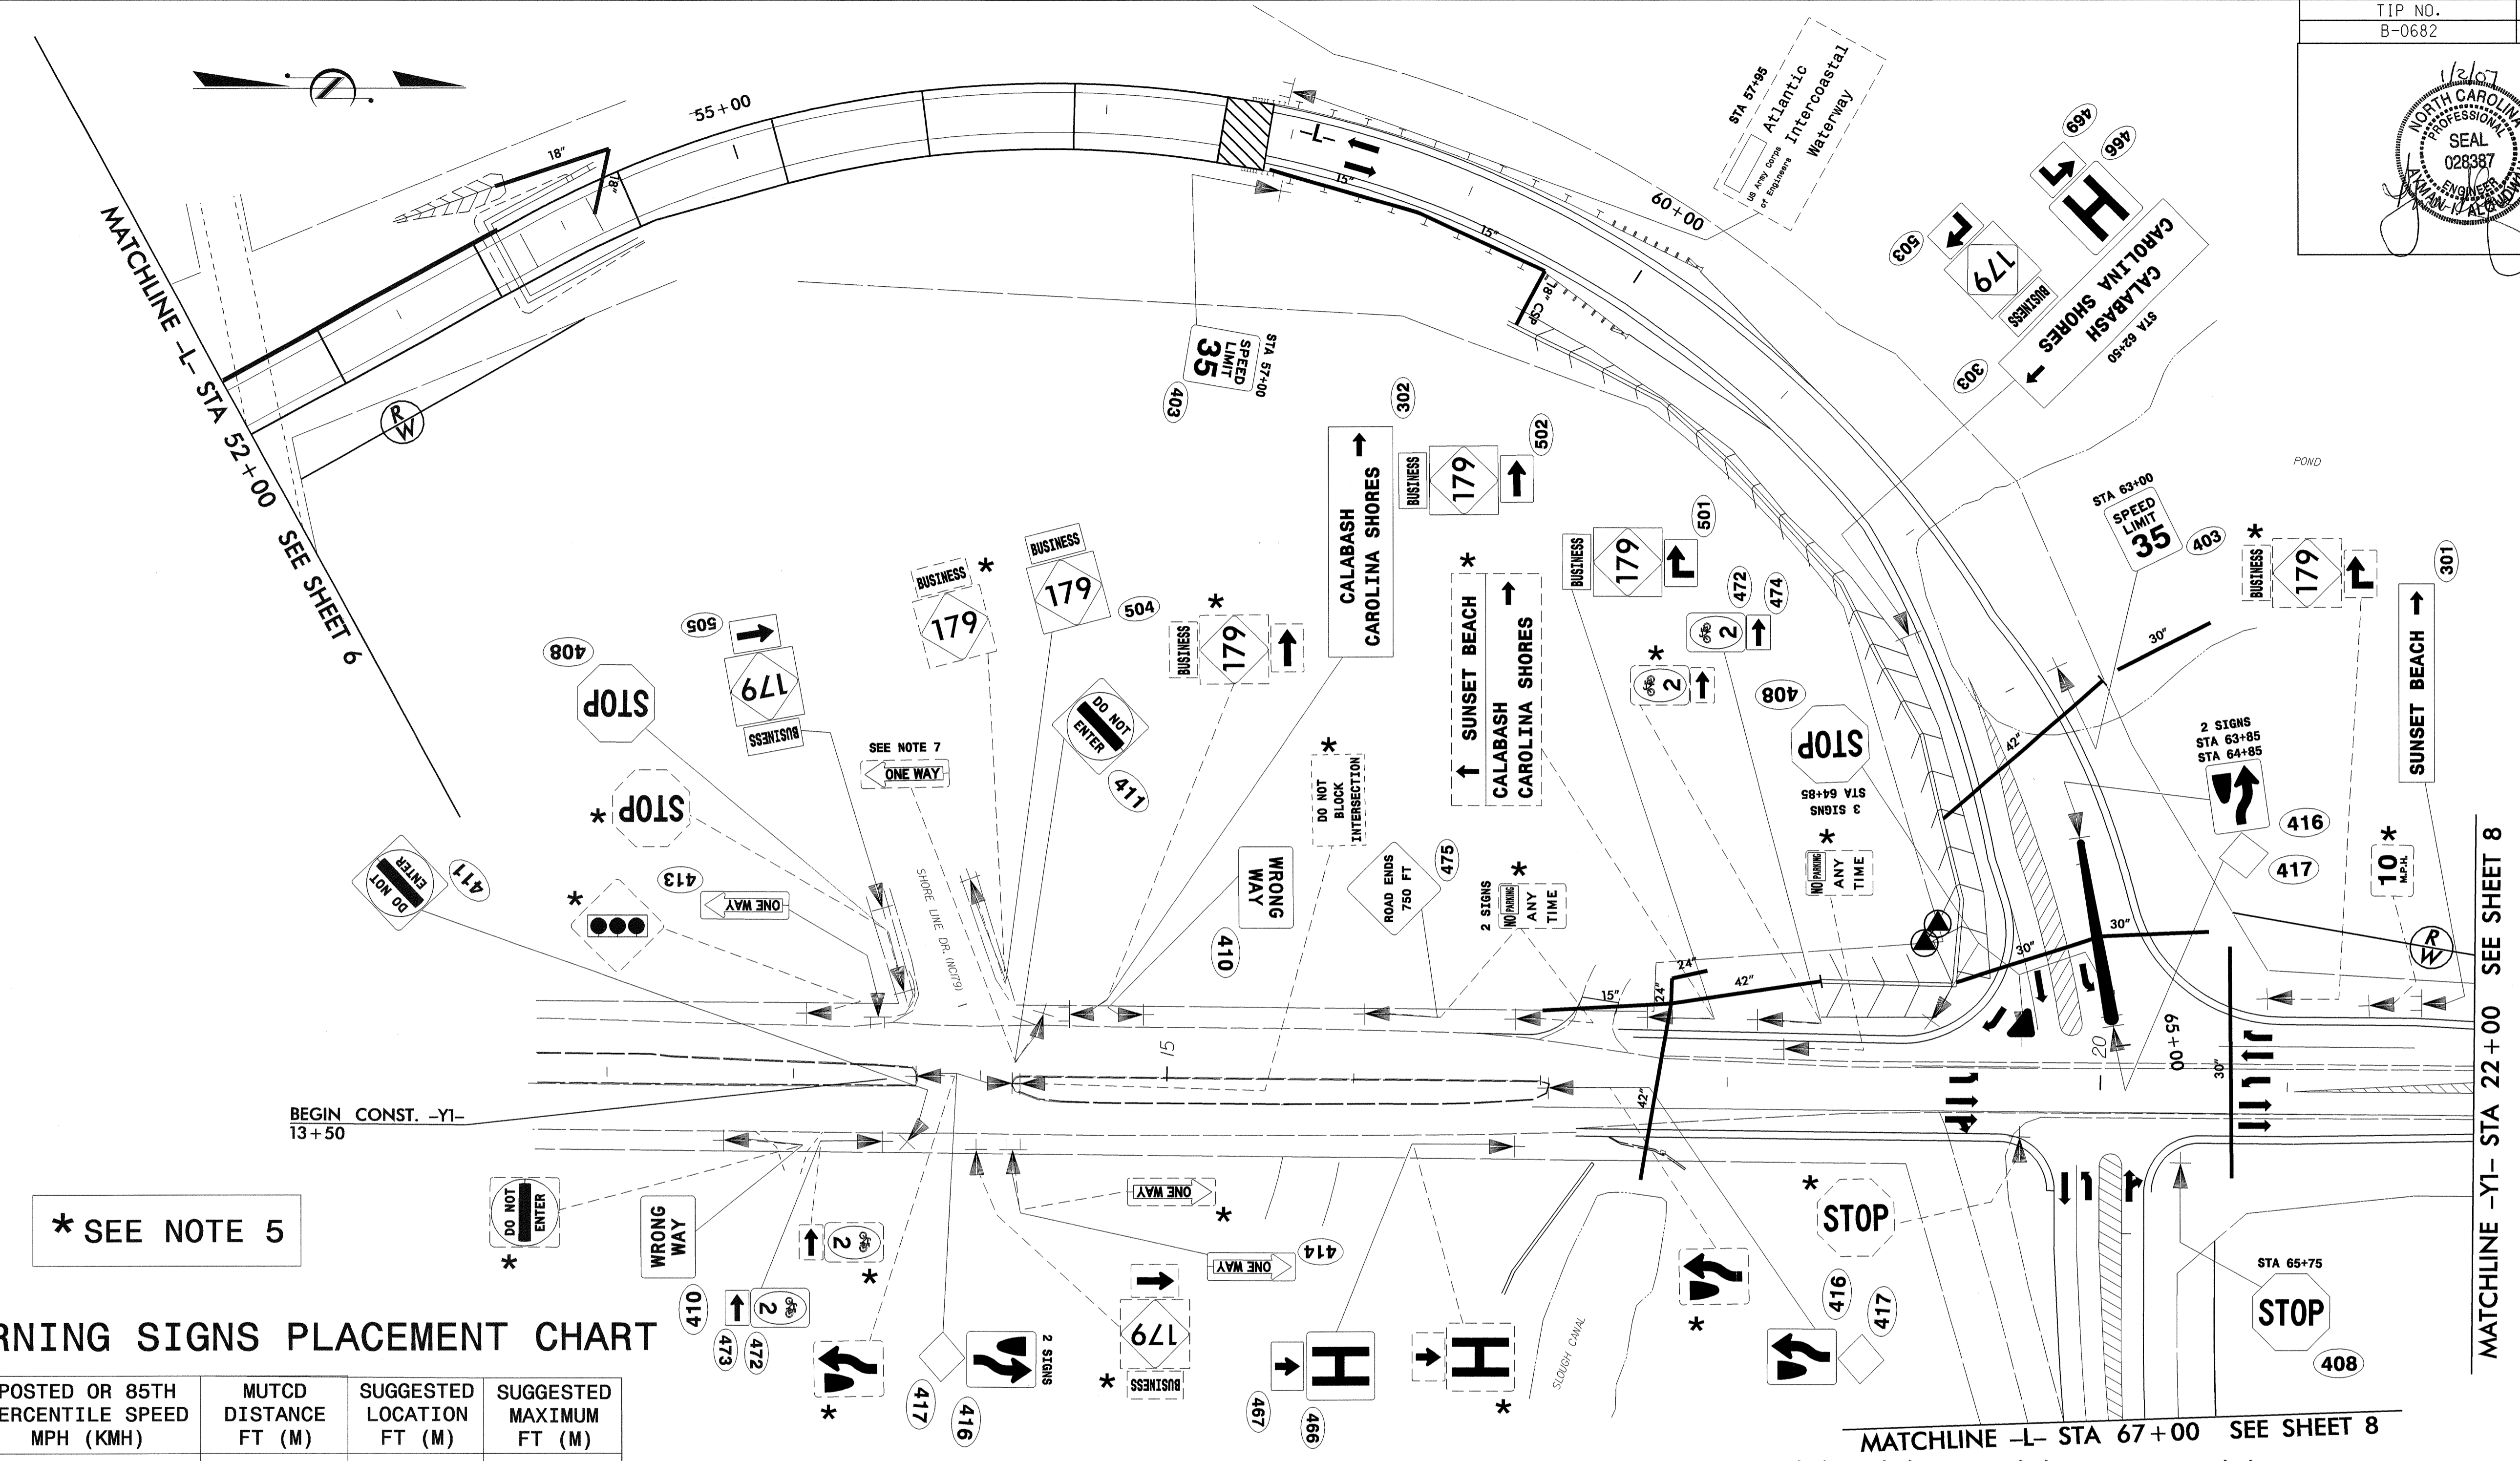 TIP NO.
B-0682
1/2/07
NORTH CAROLINA
PROFESSIONAL
SEAL
028387
ENGINEER
55+00
18"
18"
-L-
15"
15"
18" CSP
60+00
STA 57+95
Atlantic
Intercoastal
Waterway
US Army Corps
of Engineers
469
466
H
503
179
BUSINESS
CALABASH
CAROLINA SHORES
STA 62+50
303
MATCHLINE -L- STA 52+00 SEE SHEET 6
R
W
STA 57+00
SPEED
LIMIT
35
403
302
CALABASH
CAROLINA SHORES
BUSINESS
179
502
BUSINESS
179
501
472
474
2
*
2
POND
STA 63+00
SPEED
LIMIT
35
403
*
BUSINESS
179
301
SUNSET BEACH
30"
42"
408
STOP
* STOP
505
179
BUSINESS
BUSINESS *
179
BUSINESS
179
504
*
BUSINESS
179
*
SUNSET BEACH
CALABASH
CAROLINA SHORES
408
STOP
3 SIGNS
STA 64+85
*
NO PARKING
ANY
TIME
2 SIGNS
STA 63+85
STA 64+85
416
417
*
10
M.P.H.
SEE NOTE 7
ONE WAY
DO NOT
ENTER
411
*
DO NOT
BLOCK
INTERSECTION
DO NOT
ENTER
411
*
413
ONE WAY
SHORE LINE DR. (NC179)
WRONG
WAY
410
ROAD ENDS
750 FT
475
2 SIGNS
*
NO PARKING
ANY
TIME
24"
24"
15"
42"
30"
30"
R
W
15
20
65+00
30"
42"
BEGIN CONST. -Y1-
13+50
* SEE NOTE 5
DO NOT
ENTER
*
WRONG
WAY
410
2
*
2
473
472
*
417
416
2 SIGNS
ONE WAY
*
ONE WAY
414
179
BUSINESS
*
H
467
466
H
*
SLOUGH CANAL
*
416
417
*
STOP
STA 65+75
STOP
408
MATCHLINE -Y1- STA 22+00 SEE SHEET 8
MATCHLINE -L- STA 67+00 SEE SHEET 8
RNING SIGNS PLACEMENT CHART
POSTED OR 85TH
ERCENTILE SPEED
MPH (KMH)
MUTCD
DISTANCE
FT (M)
SUGGESTED
LOCATION
FT (M)
SUGGESTED
MAXIMUM
FT (M)